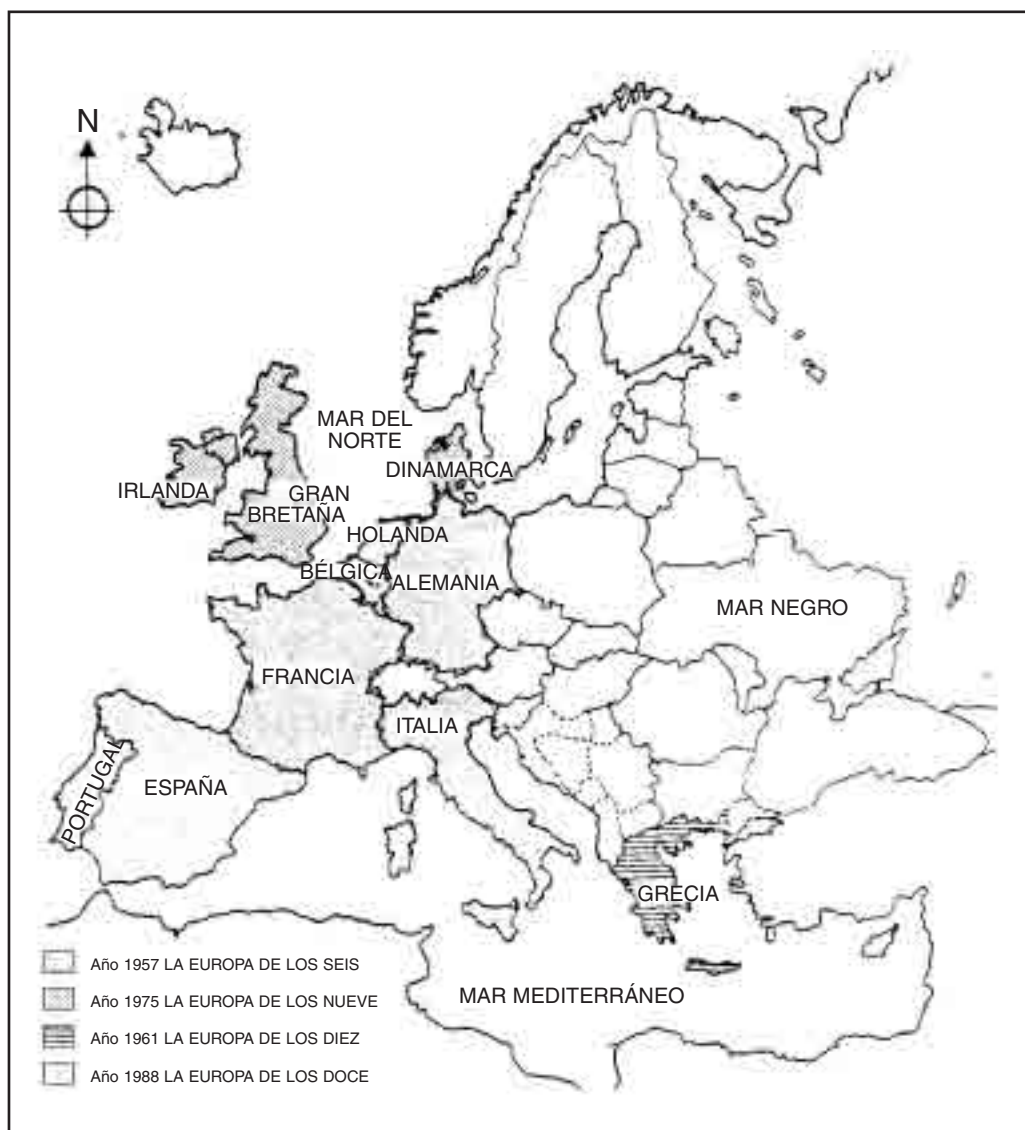 N
MAR DEL
NORTE
DINAMARCA
IRLANDA
GRAN
BRETAÑA
HOLANDA
BÉLGICA
ALEMANIA
MAR NEGRO
FRANCIA
ITALIA
PORTUGAL
ESPAÑA
GRECIA
MAR MEDITERRÁNEO
Año 1957 LA EUROPA DE LOS SEIS
Año 1975 LA EUROPA DE LOS NUEVE
Año 1961 LA EUROPA DE LOS DIEZ
Año 1988 LA EUROPA DE LOS DOCE